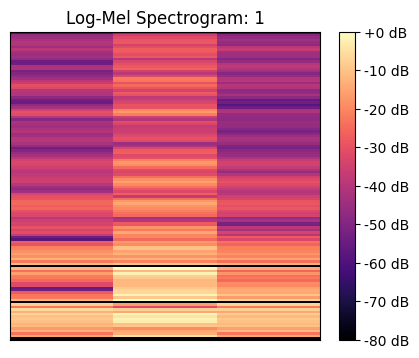 Log-Mel Spectrogram: 1
+0 dB
-10 dB
-20 dB
-30 dB
-40 dB
-50 dB
-60 dB
-70 dB
-80 dB